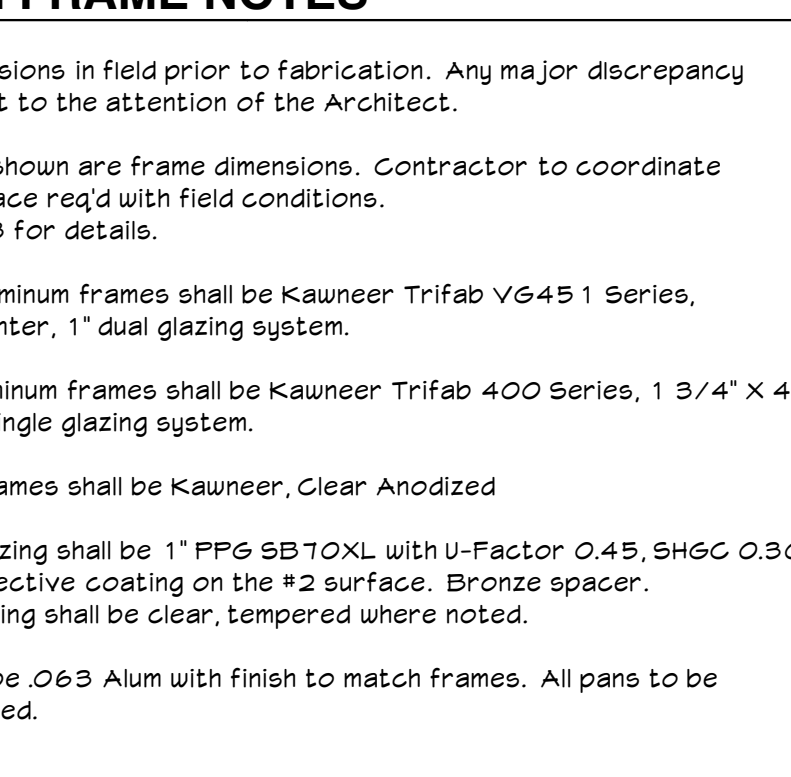 FRAME NOTES
sions in field prior to fabrication. Any major discrepancy
t to the attention of the Architect.
shown are frame dimensions. Contractor to coordinate
ace req'd with field conditions.
3 for details.
minum frames shall be Kawneer Trifab VG451 Series,
nter, 1" dual glazing system.
minum frames shall be Kawneer Trifab 400 Series, 1 3/4" X 4
ingle glazing system.
ames shall be Kawneer, Clear Anodized
zing shall be 1" PPG SB70XL with U-Factor 0.45, SHGC 0.30
ective coating on the #2 surface. Bronze spacer.
ing shall be clear, tempered where noted.
be .063 Alum with finish to match frames. All pans to be
ed.